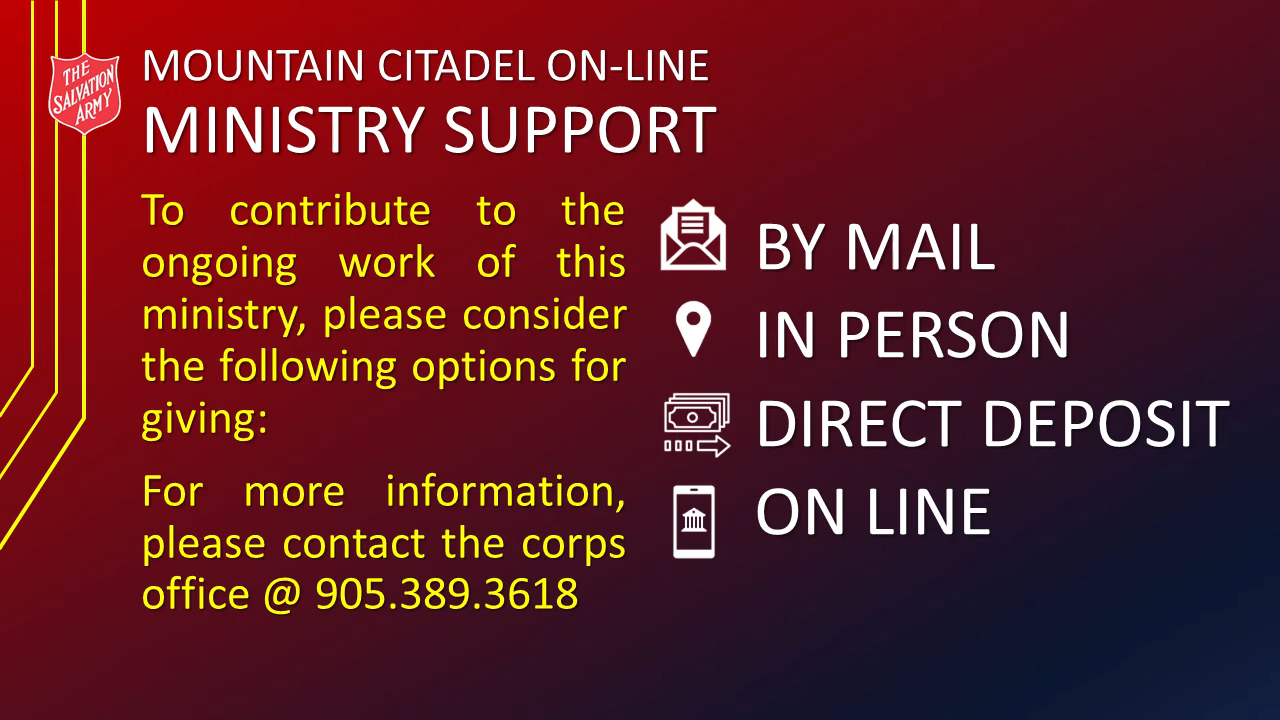 THE
SALVATION
ARMY
MOUNTAIN CITADEL ON-LINE
MINISTRY SUPPORT
To contribute to the
ongoing work of this
ministry, please consider
the following options for
giving:
For more information,
please contact the corps
office @ 905.389.3618
BY MAIL
IN PERSON
DIRECT DEPOSIT
ON LINE